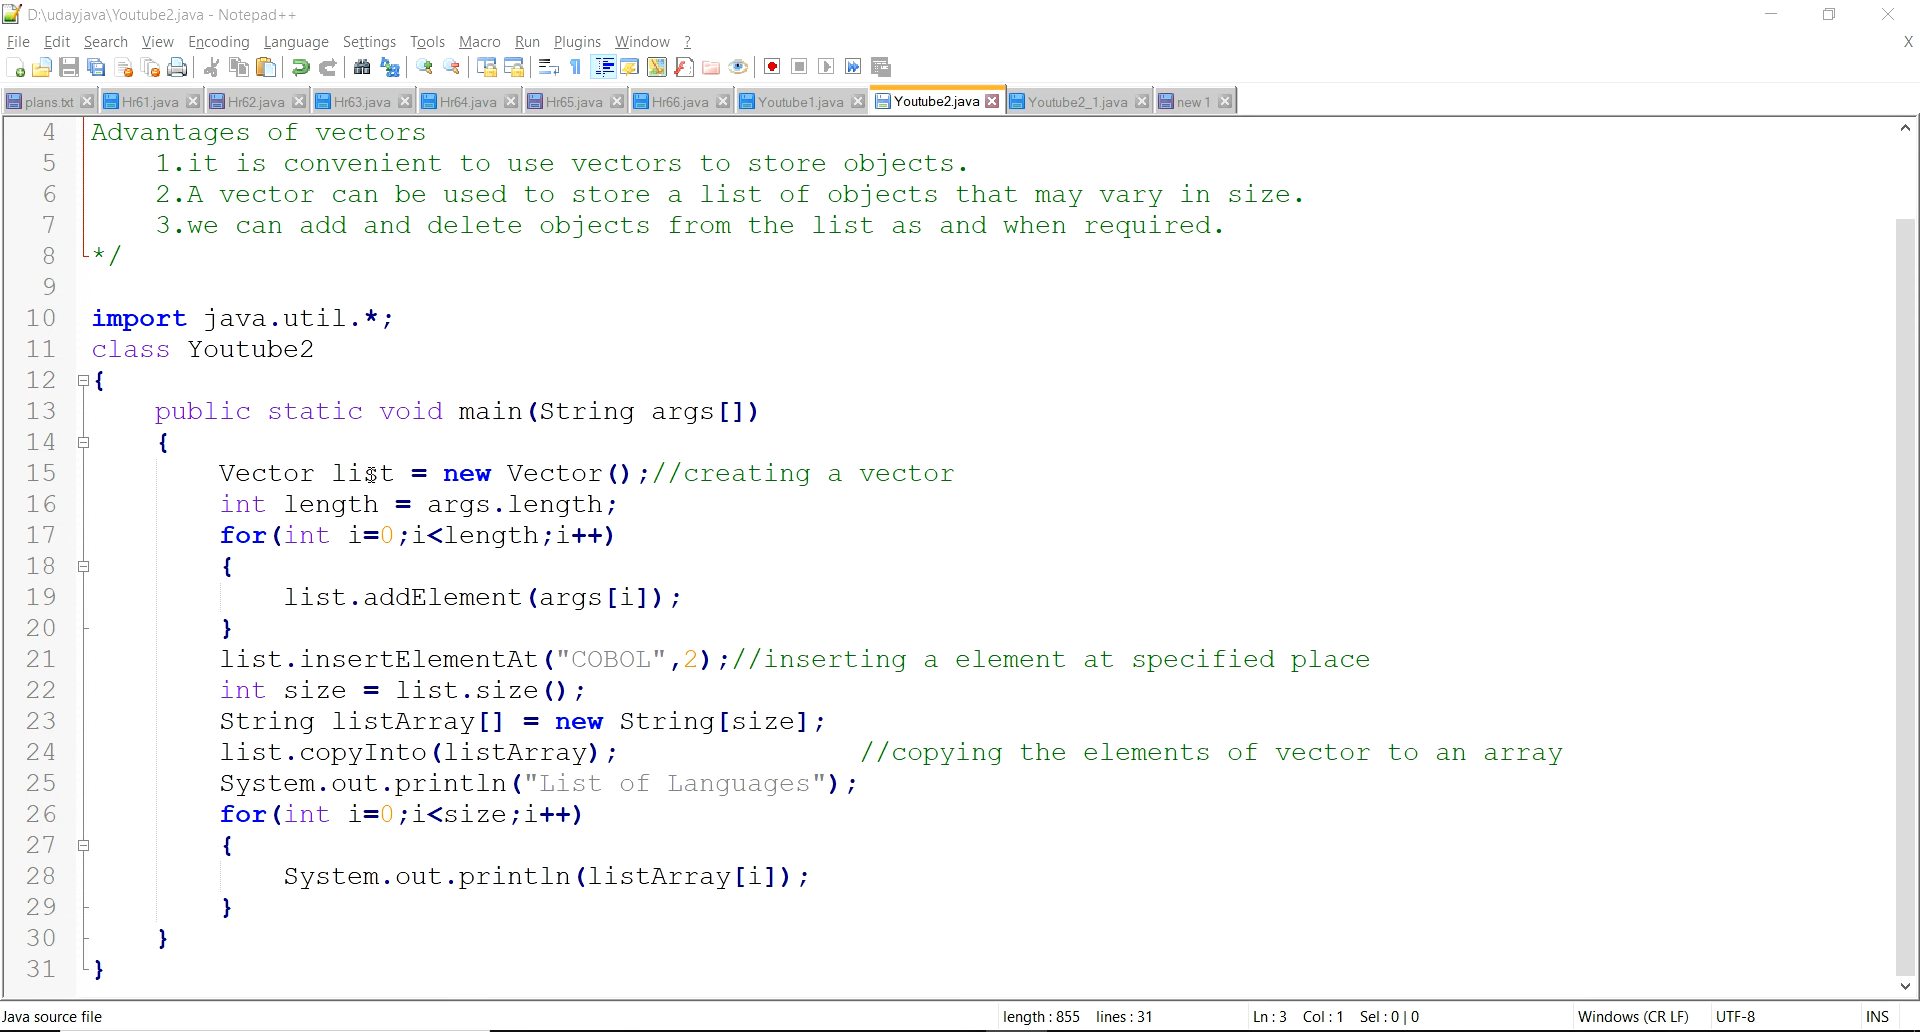 D:\udayjava\Youtube2.java - Notepad++
File Edit Search View Encoding Language Settings Tools Macro Run Plugins Window ? X
plans.txt Hr61.java Hr62.java Hr63.java Hr64.java Hr65.java Hr66.java Youtube1.java Youtube2.java Youtube2_1.java new 1
4 Advantages of vectors
5 1.it is convenient to use vectors to store objects.
6 2.A vector can be used to store a list of objects that may vary in size.
7 3.we can add and delete objects from the list as and when required.
8 */
9
10 import java.util.*;
11 class Youtube2
12 {
13 public static void main(String args[])
14 {
15 Vector list = new Vector();//creating a vector
16 int length = args.length;
17 for(int i=0;i<length;i++)
18 {
19 list.addElement(args[i]);
20 }
21 list.insertElementAt("COBOL",2);//inserting a element at specified place
22 int size = list.size();
23 String listArray[] = new String[size];
24 list.copyInto(listArray); //copying the elements of vector to an array
25 System.out.println("List of Languages");
26 for(int i=0;i<size;i++)
27 {
28 System.out.println(listArray[i]);
29 }
30 }
31 }
Java source file length : 855 lines : 31 Ln : 3 Col : 1 Sel : 0 | 0 Windows (CR LF) UTF-8 INS